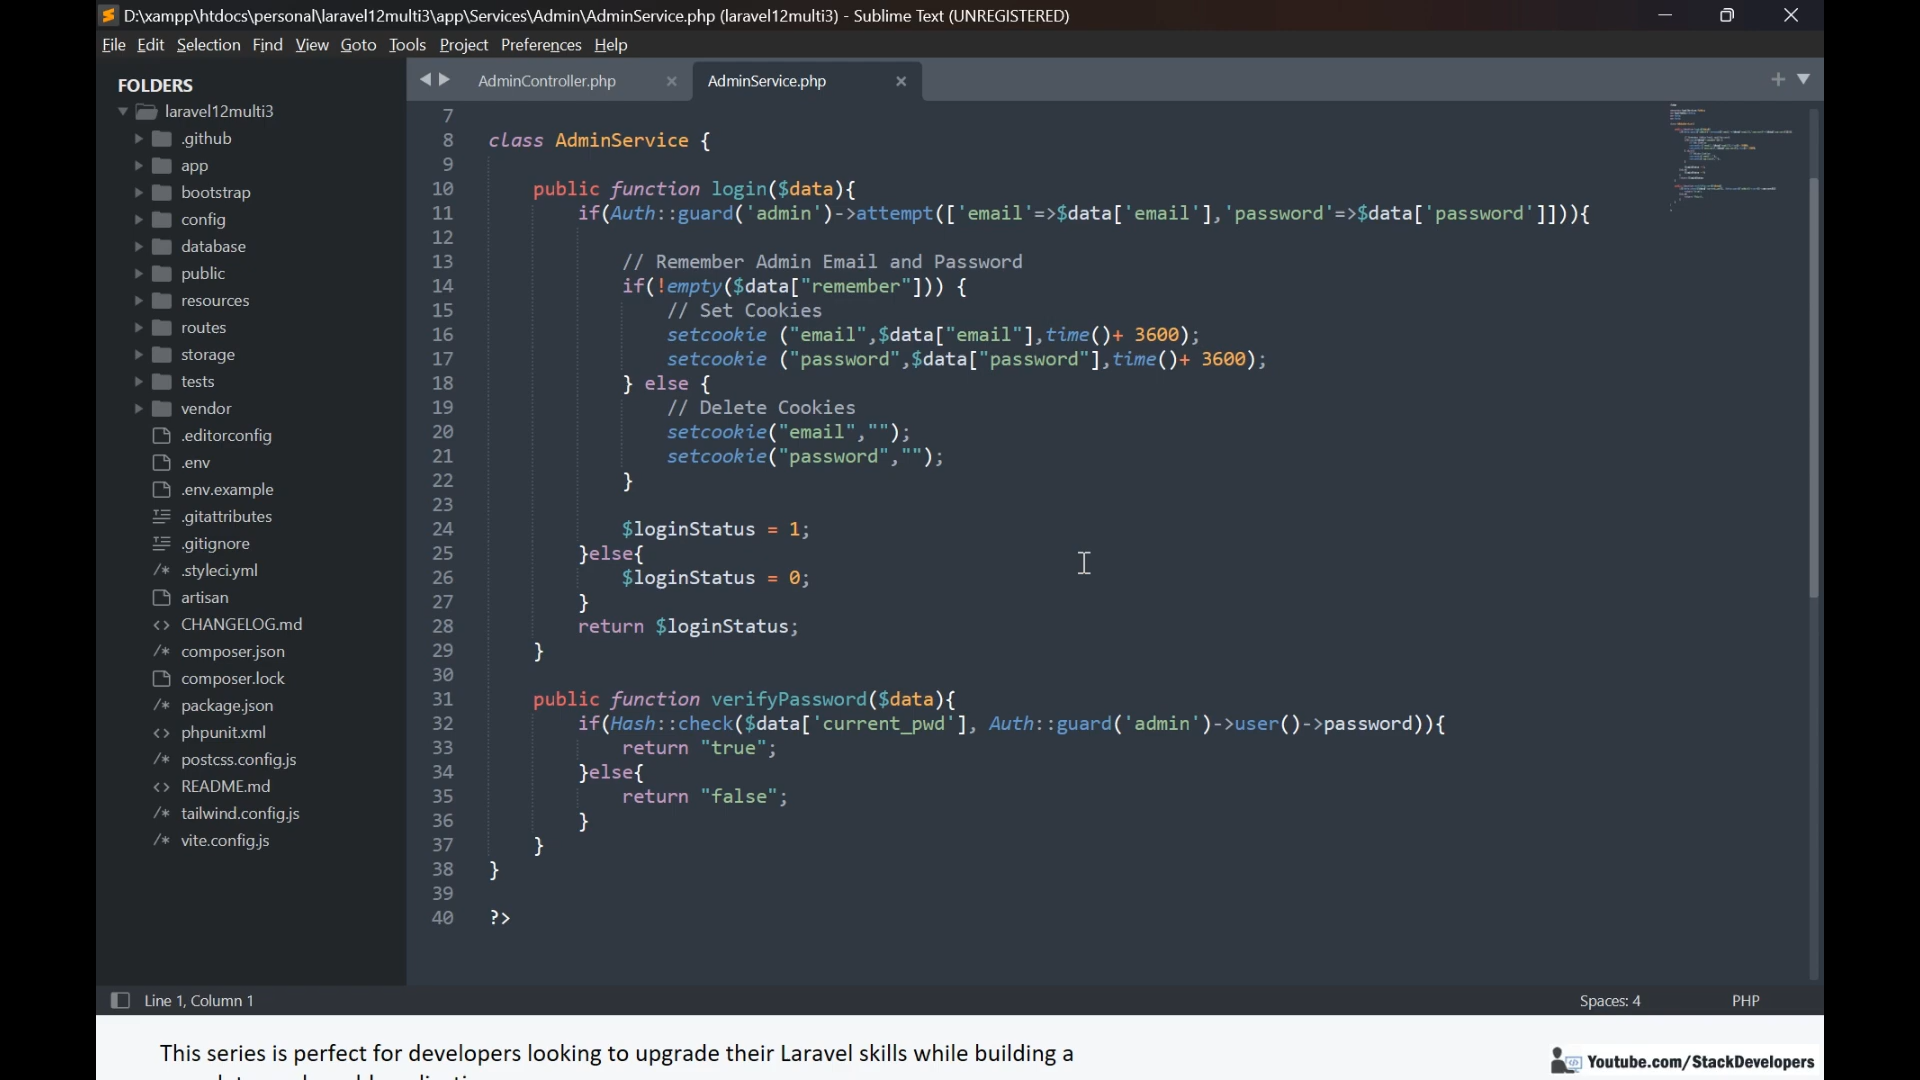 D:\xampp\htdocs\personal\laravel12multi3\app\Services\Admin\AdminService.php (laravel12multi3) - Sublime Text (UNREGISTERED)
File Edit Selection Find View Goto Tools Project Preferences Help
FOLDERS
laravel12multi3
.github
app
bootstrap
config
database
public
resources
routes
storage
tests
vendor
.editorconfig
.env
.env.example
.gitattributes
.gitignore
/* .styleci.yml
artisan
<> CHANGELOG.md
/* composer.json
composer.lock
/* package.json
<> phpunit.xml
/* postcss.config.js
<> README.md
/* tailwind.config.js
/* vite.config.js
AdminController.php × AdminService.php ×
7
8 class AdminService {
9
10 public function login($data){
11 if(Auth::guard('admin')->attempt(['email'=>$data['email'],'password'=>$data['password']])){
12
13 // Remember Admin Email and Password
14 if(!empty($data["remember"])) {
15 // Set Cookies
16 setcookie ("email",$data["email"],time()+ 3600);
17 setcookie ("password",$data["password"],time()+ 3600);
18 } else {
19 // Delete Cookies
20 setcookie("email","");
21 setcookie("password","");
22 }
23
24 $loginStatus = 1;
25 }else{
26 $loginStatus = 0;
27 }
28 return $loginStatus;
29 }
30
31 public function verifyPassword($data){
32 if(Hash::check($data['current_pwd'], Auth::guard('admin')->user()->password)){
33 return "true";
34 }else{
35 return "false";
36 }
37 }
38 }
39
40 ?>
Line 1, Column 1 Spaces: 4 PHP
This series is perfect for developers looking to upgrade their Laravel skills while building a
Youtube.com/StackDevelopers